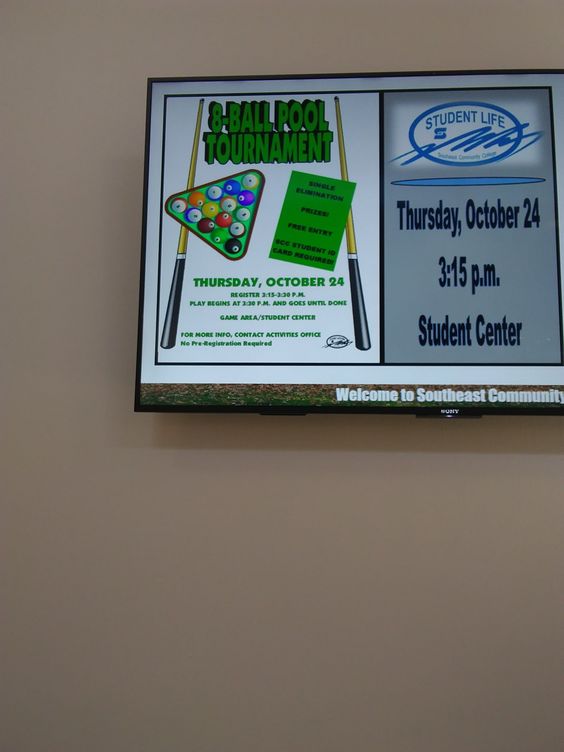 8-BALL POOL
TOURNAMENT
SINGLE
ELIMINATION
PRIZES!
FREE ENTRY
SCC STUDENT ID
CARD REQUIRED!
THURSDAY, OCTOBER 24
REGISTER 3:15-3:30 P.M.
PLAY BEGINS AT 3:30 P.M. AND GOES UNTIL DONE
GAME AREA/STUDENT CENTER
FOR MORE INFO, CONTACT ACTIVITIES OFFICE
No Pre-Registration Required
STUDENT LIFE
Southeast Community College
Thursday, October 24
3:15 p.m.
Student Center
Welcome to Southeast Community
SONY